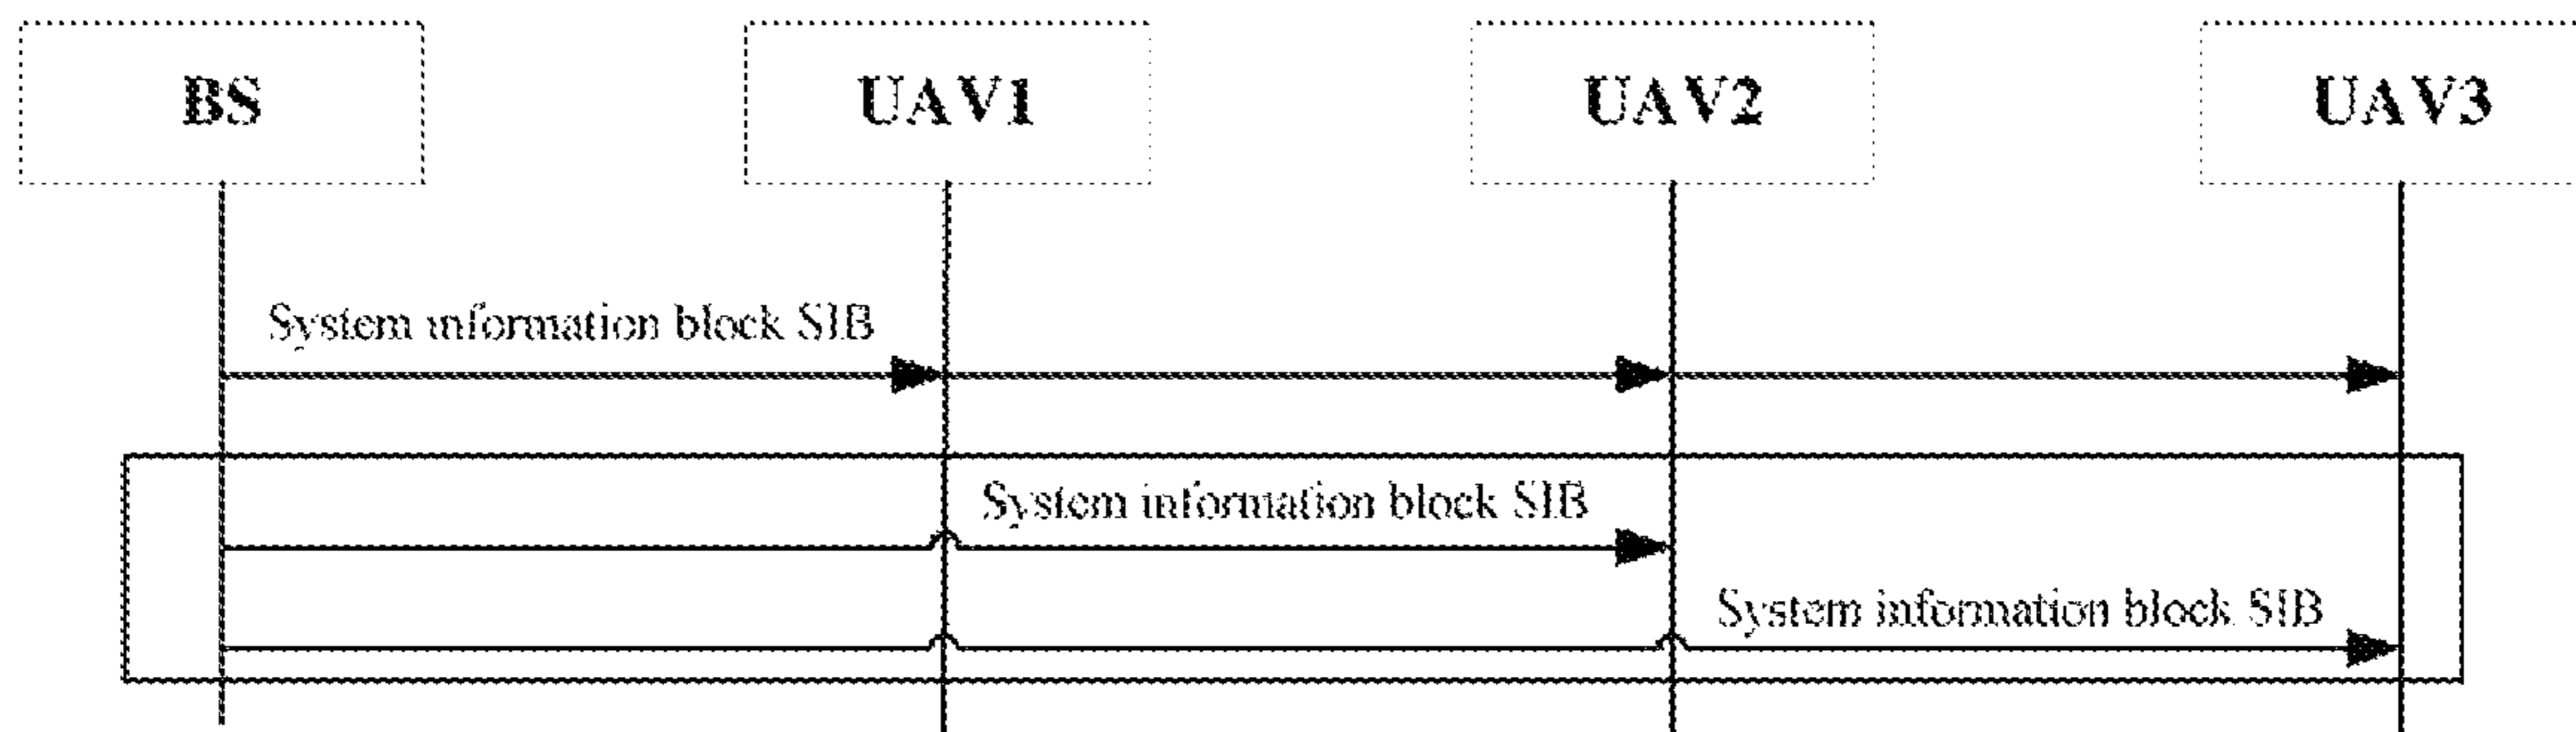 BS
UAV1
UAV2
UAV3
System information block SIB
System information block SIB
System information block SIB